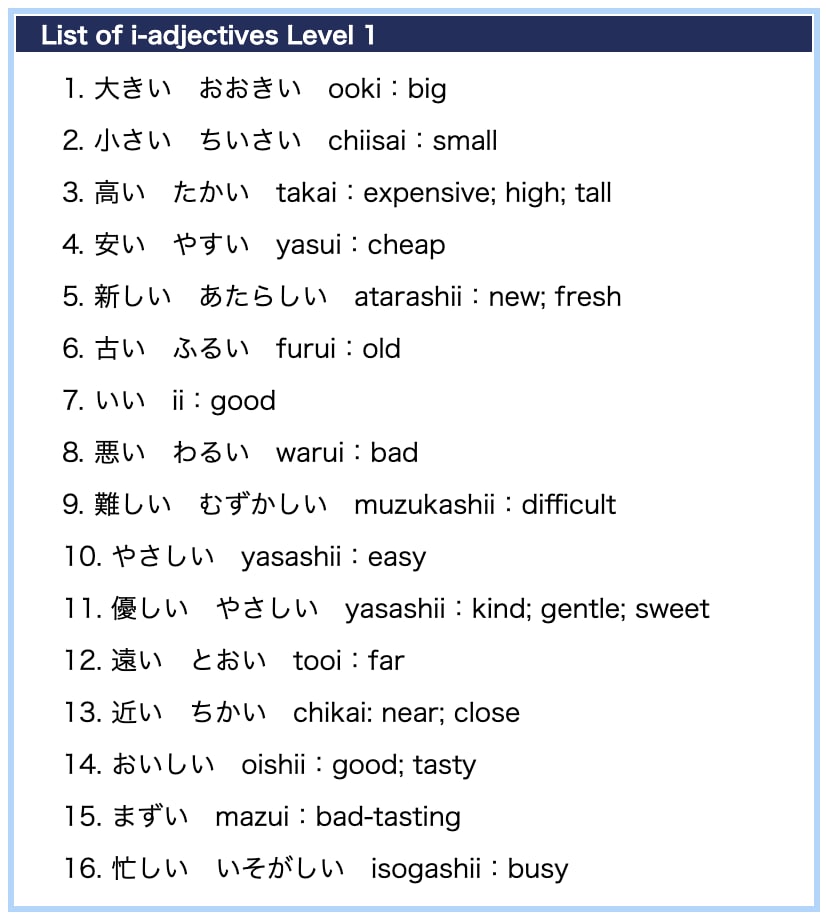 List of i-adjectives Level 1
1. 大きい　おおきい　ooki：big
2. 小さい　ちいさい　chiisai：small
3. 高い　たかい　takai：expensive; high; tall
4. 安い　やすい　yasui：cheap
5. 新しい　あたらしい　atarashii：new; fresh
6. 古い　ふるい　furui：old
7. いい　ii：good
8. 悪い　わるい　warui：bad
9. 難しい　むずかしい　muzukashii：difficult
10. やさしい　yasashii：easy
11. 優しい　やさしい　yasashii：kind; gentle; sweet
12. 遠い　とおい　tooi：far
13. 近い　ちかい　chikai: near; close
14. おいしい　oishii：good; tasty
15. まずい　mazui：bad-tasting
16. 忙しい　いそがしい　isogashii：busy